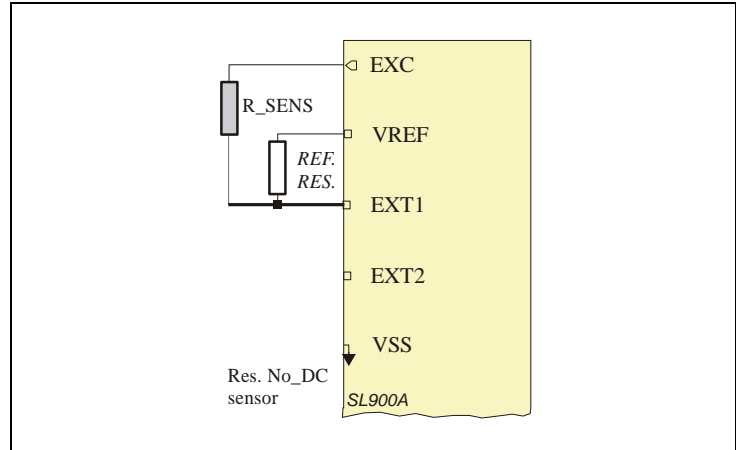 EXC
R_SENS
VREF
REF.
RES.
EXT1
EXT2
VSS
Res. No_DC
sensor
SL900A